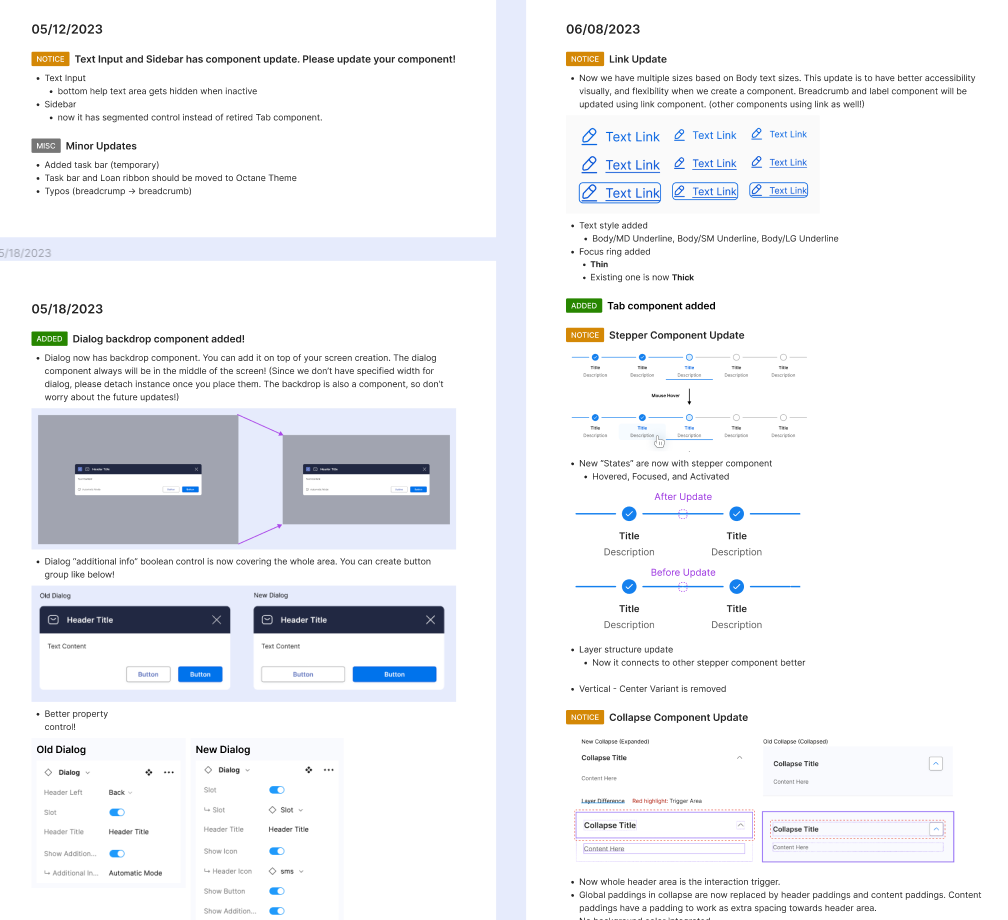 05/12/2023
NOTICE Text Input and Sidebar has component update. Please update your component!
• Text Input
• bottom help text area gets hidden when inactive
• Sidebar
• now it has segmented control instead of retired Tab component.
MISC Minor Updates
• Added task bar (temporary)
• Task bar and Loan ribbon should be moved to Octane Theme
• Typos (breadcrump → breadcrumb)
5/18/2023
05/18/2023
ADDED Dialog backdrop component added!
• Dialog now has backdrop component. You can add it on top of your screen creation. The dialog
component always will be in the middle of the screen! (Since we don't have specified width for
dialog, please detach instance once you place them. The backdrop is also a component, so don't
worry about the future updates!)
Header Title
Header Title
• Dialog "additional info" boolean control is now covering the whole area. You can create button
group like below!
Old Dialog
Header Title
Text Content
Button Button
New Dialog
Header Title
Text Content
Button Button
• Better property
control!
Old Dialog
Dialog
Header Left Back
Slot
Header Title Header Title
Show Addition...
↳ Additional In... Automatic Mode
New Dialog
Dialog
Slot
↳ Slot Slot
Header Title Header Title
Show Icon
↳ Header Icon sms
Show Button
Show Addition...
06/08/2023
NOTICE Link Update
• Now we have multiple sizes based on Body text sizes. This update is to have better accessibility
visually, and flexibility when we create a component. Breadcrumb and label component will be
updated using link component. (other components using link as well!)
Text Link Text Link Text Link
Text Link Text Link Text Link
Text Link Text Link Text Link
• Text style added
• Body/MD Underline, Body/SM Underline, Body/LG Underline
• Focus ring added
• Thin
• Existing one is now Thick
ADDED Tab component added
NOTICE Stepper Component Update
Title Title Title Title Title
Description Description Description Description Description
Mouse Hover
Title Title Title Title Title
Description Description Description Description Description
• New "States" are now with stepper component
• Hovered, Focused, and Activated
After Update
Title Title
Description Description
Before Update
Title Title
Description Description
• Layer structure update
• Now it connects to other stepper component better
• Vertical - Center Variant is removed
NOTICE Collapse Component Update
New Collapse (Expanded)
Collapse Title
Content Here
Old Collapse (Collapsed)
Collapse Title
Content Here
Layer Difference Red highlight: Trigger Area
Collapse Title
Content Here
Collapse Title
Content Here
• Now whole header area is the interaction trigger.
• Global paddings in collapse are now replaced by header paddings and content paddings. Content
paddings have a padding to work as extra spacing towards header area.